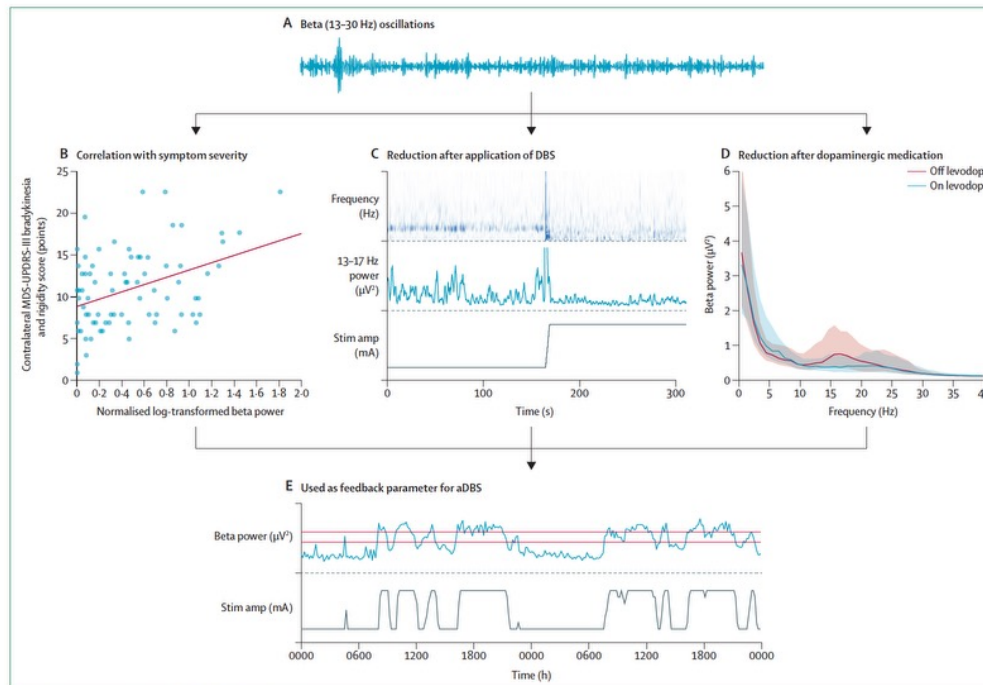 A Beta (13–30 Hz) oscillations
B Correlation with symptom severity
25
20
15
10
5
0
Contralateral MDS-UPDRS-III bradykinesia
and rigidity score (points)
0 0·2 0·4 0·6 0·8 1·0 1·2 1·4 1·6 1·8 2·0
Normalised log-transformed beta power
C Reduction after application of DBS
Frequency
(Hz)
13–17 Hz
power
(μV²)
Stim amp
(mA)
0 100 200 300
Time (s)
D Reduction after dopaminergic medication
Off levodop
On levodop
6
5
4
3
2
1
0
Beta power (μV²)
0 5 10 15 20 25 30 35 4
Frequency (Hz)
E Used as feedback parameter for aDBS
Beta power (μV²)
Stim amp (mA)
0000 0600 1200 1800 0000 0600 1200 1800 0000
Time (h)